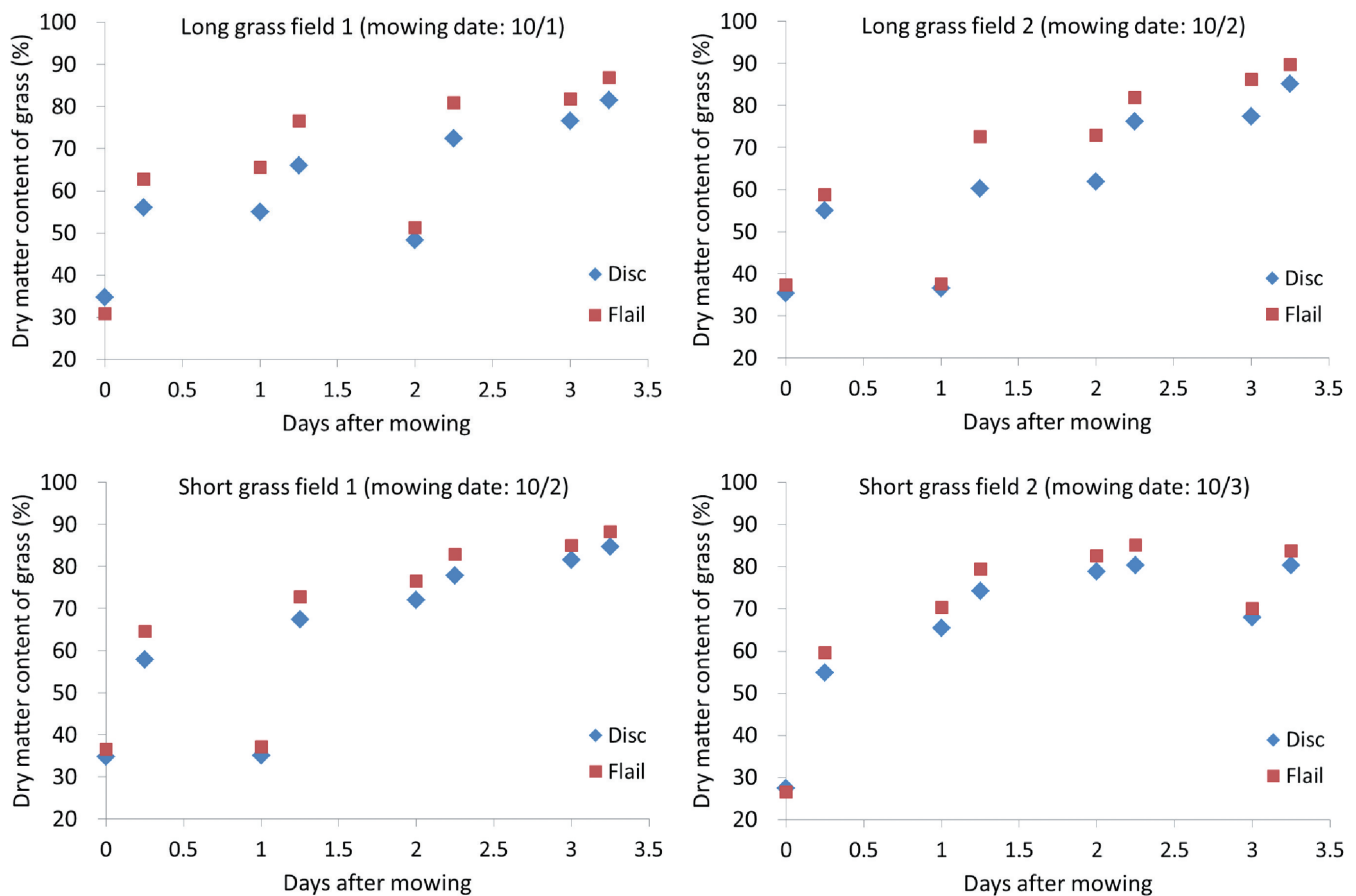 Long grass field 1 (mowing date: 10/1)
Dry matter content of grass (%)
100
90
80
70
60
50
40
30
20
Disc
Flail
0 0.5 1 1.5 2 2.5 3 3.5
Days after mowing
Long grass field 2 (mowing date: 10/2)
Dry matter content of grass (%)
100
90
80
70
60
50
40
30
20
Disc
Flail
0 0.5 1 1.5 2 2.5 3 3.5
Days after mowing
Short grass field 1 (mowing date: 10/2)
Dry matter content of grass (%)
100
90
80
70
60
50
40
30
20
Disc
Flail
0 0.5 1 1.5 2 2.5 3 3.5
Days after mowing
Short grass field 2 (mowing date: 10/3)
Dry matter content of grass (%)
100
90
80
70
60
50
40
30
20
Disc
Flail
0 0.5 1 1.5 2 2.5 3 3.5
Days after mowing